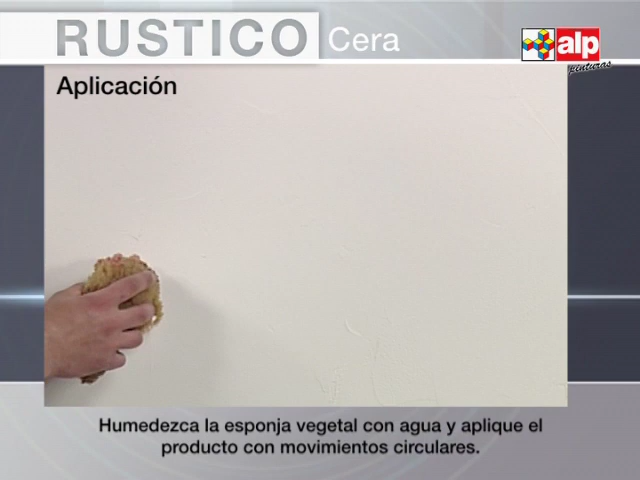 RUSTICO Cera
alp
pinturas
Aplicación
Humedezca la esponja vegetal con agua y aplique el
producto con movimientos circulares.